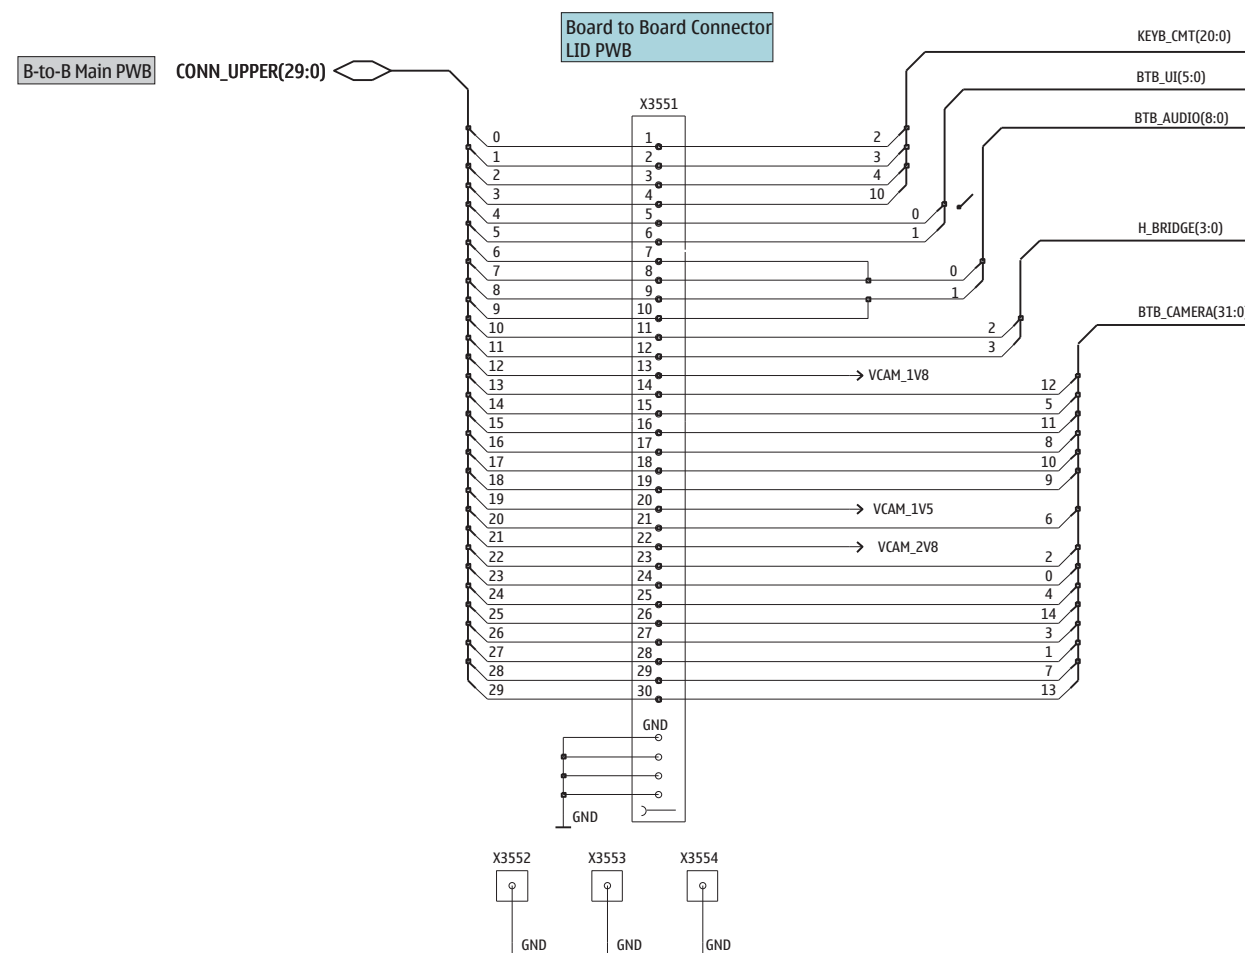 Board to Board Connector
LID PWB
KEYB_CMT(20:0)
B-to-B Main PWB CONN_UPPER(29:0)
BTB_UI(5:0)
X3551
BTB_AUDIO(8:0)
0 1 2
1 2 3
2 3 4
3 4 10
4 5 0
5 6 1
H_BRIDGE(3:0)
6 7
7 8 0
8 9 1
9 10
BTB_CAMERA(31:0)
10 11 2
11 12 3
12 13 VCAM_1V8
13 14 12
14 15 5
15 16 11
16 17 8
17 18 10
18 19 9
19 20 VCAM_1V5
20 21 6
21 22 VCAM_2V8
22 23 2
23 24 0
24 25 4
25 26 14
26 27 3
27 28 1
28 29 7
29 30 13
GND
GND
X3552 X3553 X3554
GND GND GND